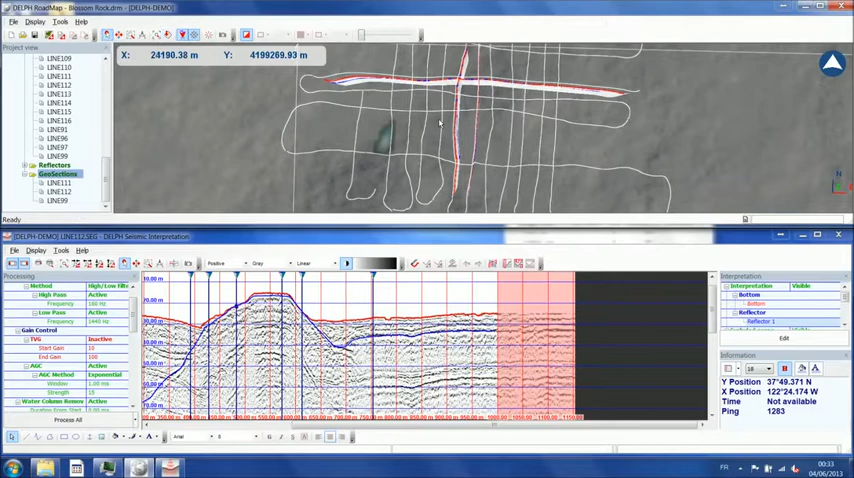 DELPH RoadMap - Blossom Rock.drm - [DELPH-DEMO]
File Display Tools Help
Project view
LINE109
LINE110
LINE111
LINE112
LINE113
LINE114
LINE115
LINE116
LINE91
LINE96
LINE97
LINE99
Reflectors
GeoSections
LINE111
LINE112
LINE99
X: 24190.38 m Y: 4199269.93 m
N
Ready
[DELPH-DEMO] LINE112.SEG - DELPH Seismic Interpretation
File Display Tools Help
Positive Gray Linear
Processing
Method High/Low Filte
High Pass Active
Frequency 160 Hz
Low Pass Active
Frequency 1440 Hz
Gain Control
TVG Inactive
Start Gain 10
End Gain 100
AGC Active
AGC Method Exponential
Window 1.00 ms
Strength 15
Water Column Remov Active
Process All
Interpretation
Interpretation Visible
Bottom
Bottom
Reflector
Reflector 1
Edit
Information
18
Y Position 37°49.371 N
X Position 122°24.174 W
Time Not available
Ping 1283
Arial 8
FR 00:33
04/06/2013